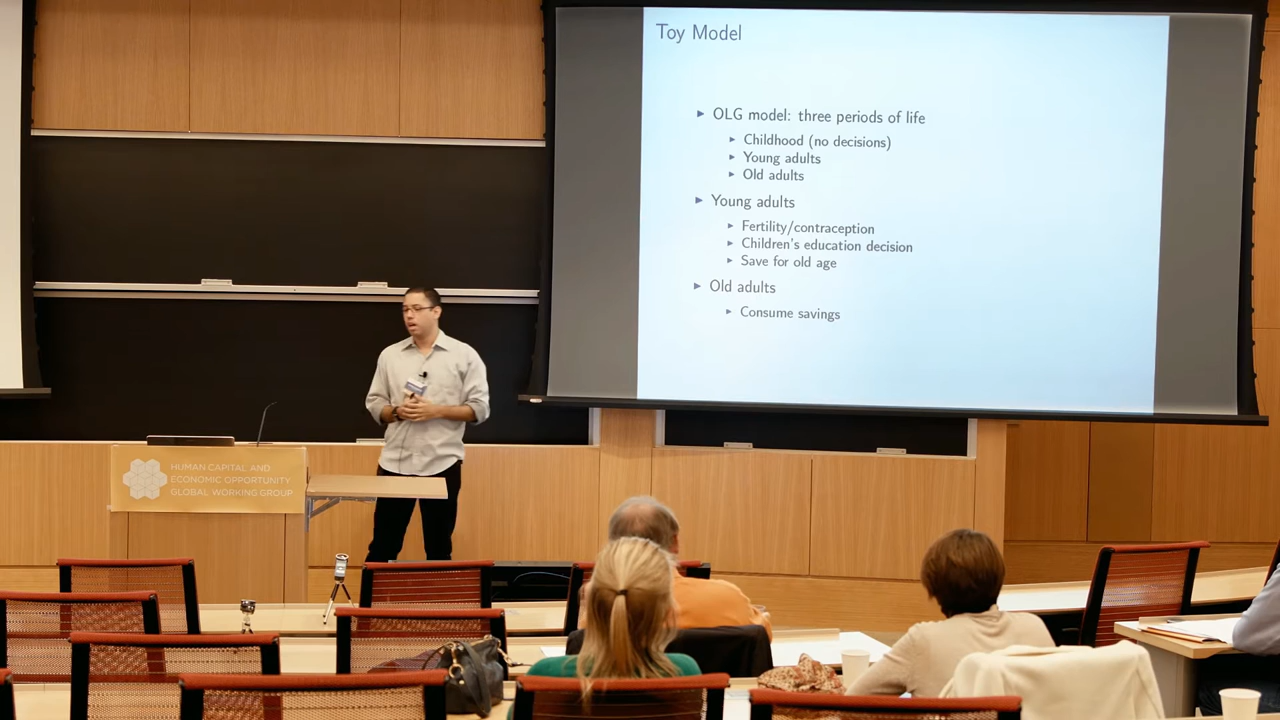 Toy Model
► OLG model: three periods of life
► Childhood (no decisions)
► Young adults
► Old adults
► Young adults
► Fertility/contraception
► Children's education decision
► Save for old age
► Old adults
► Consume savings
HUMAN CAPITAL AND
ECONOMIC OPPORTUNITY
GLOBAL WORKING GROUP